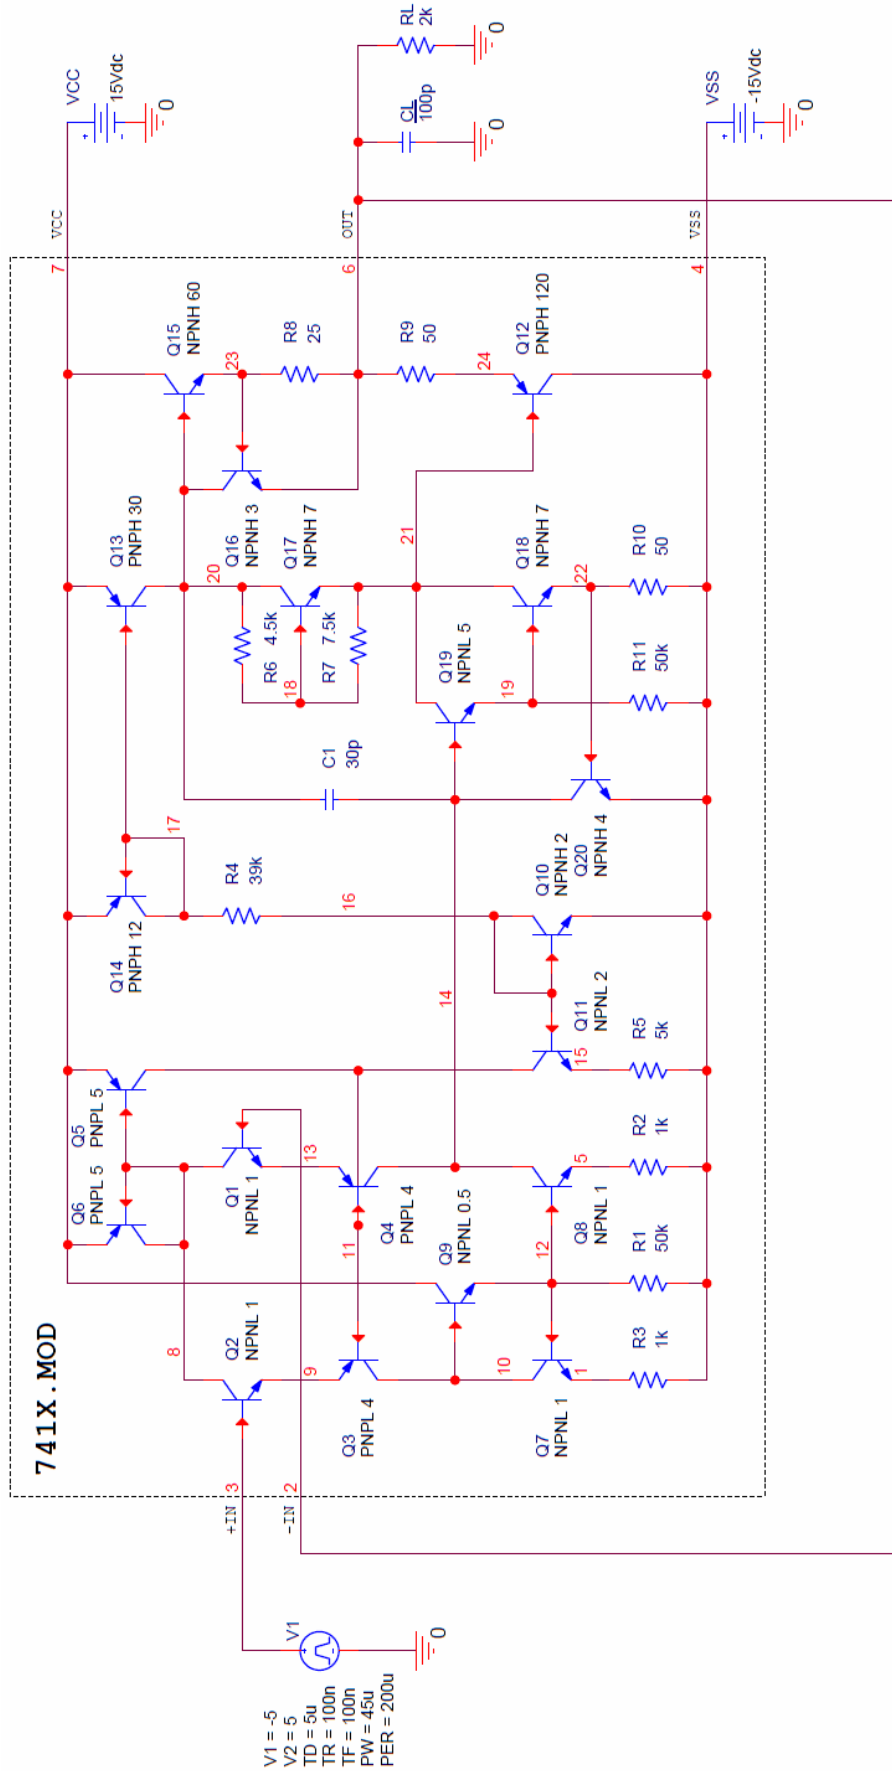 741X.MOD
V1 = -5
V2 = 5
TD = 5u
TR = 100n
TF = 100n
PW = 45u
PER = 200u
V1
0
+IN
3
-IN
2
8
Q2
NPNL 1
9
Q3
PNPL 4
10
Q7
NPNL 1
1
R3
1k
Q6
PNPL 5
Q5
PNPL 5
Q1
NPNL 1
13
11
Q4
PNPL 4
Q9
NPNL 0.5
12
Q8
NPNL 1
5
R1
50k
R2
1k
14
Q11
NPNL 2
15
R5
5k
Q14
PNPH 12
17
R4
39k
16
Q10
NPNH 2
Q20
NPNH 4
C1
30p
Q13
PNPH 30
20
Q16
NPNH 3
Q17
NPNH 7
R6
4.5k
18
R7
7.5k
21
Q19
NPNL 5
19
Q18
NPNH 7
22
R11
50k
R10
50
Q15
NPNH 60
23
R8
25
R9
50
24
Q12
PNPH 120
7
VCC
6
OUT
4
VSS
VCC
15Vdc
0
CL
100p
0
RL
2k
0
VSS
-15Vdc
0